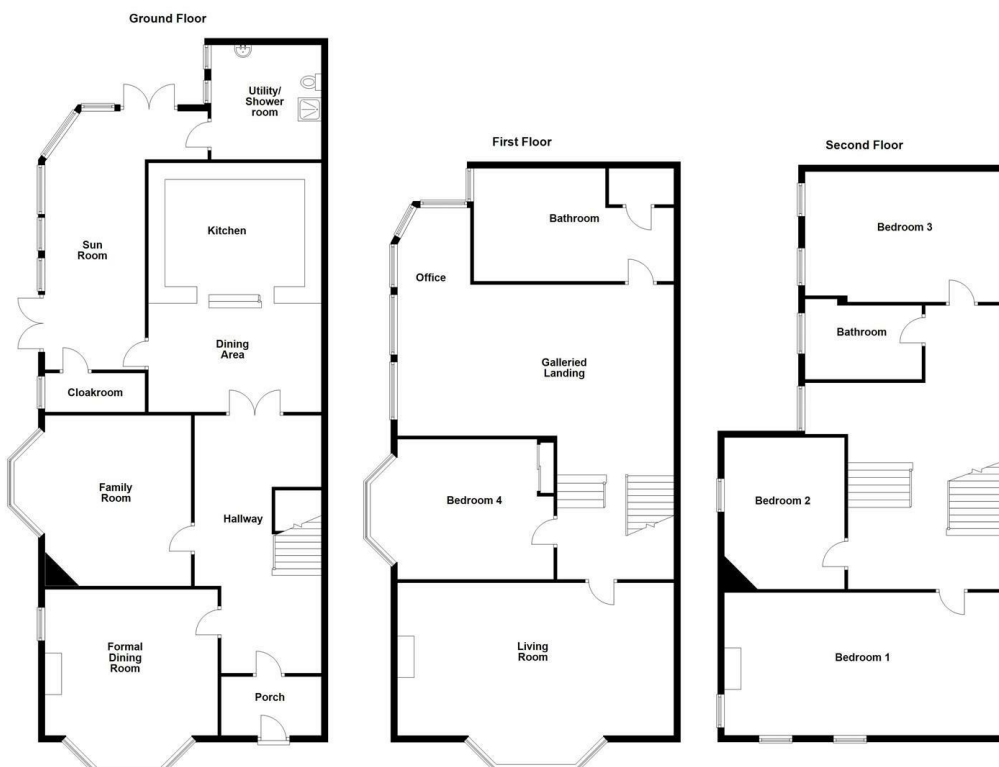 Ground Floor
Utility/
Shower
room
Kitchen
Sun
Room
Dining
Area
Cloakroom
Family
Room
Hallway
Formal
Dining
Room
Porch
First Floor
Bathroom
Office
Galleried
Landing
Bedroom 4
Living
Room
Second Floor
Bedroom 3
Bathroom
Bedroom 2
Bedroom 1